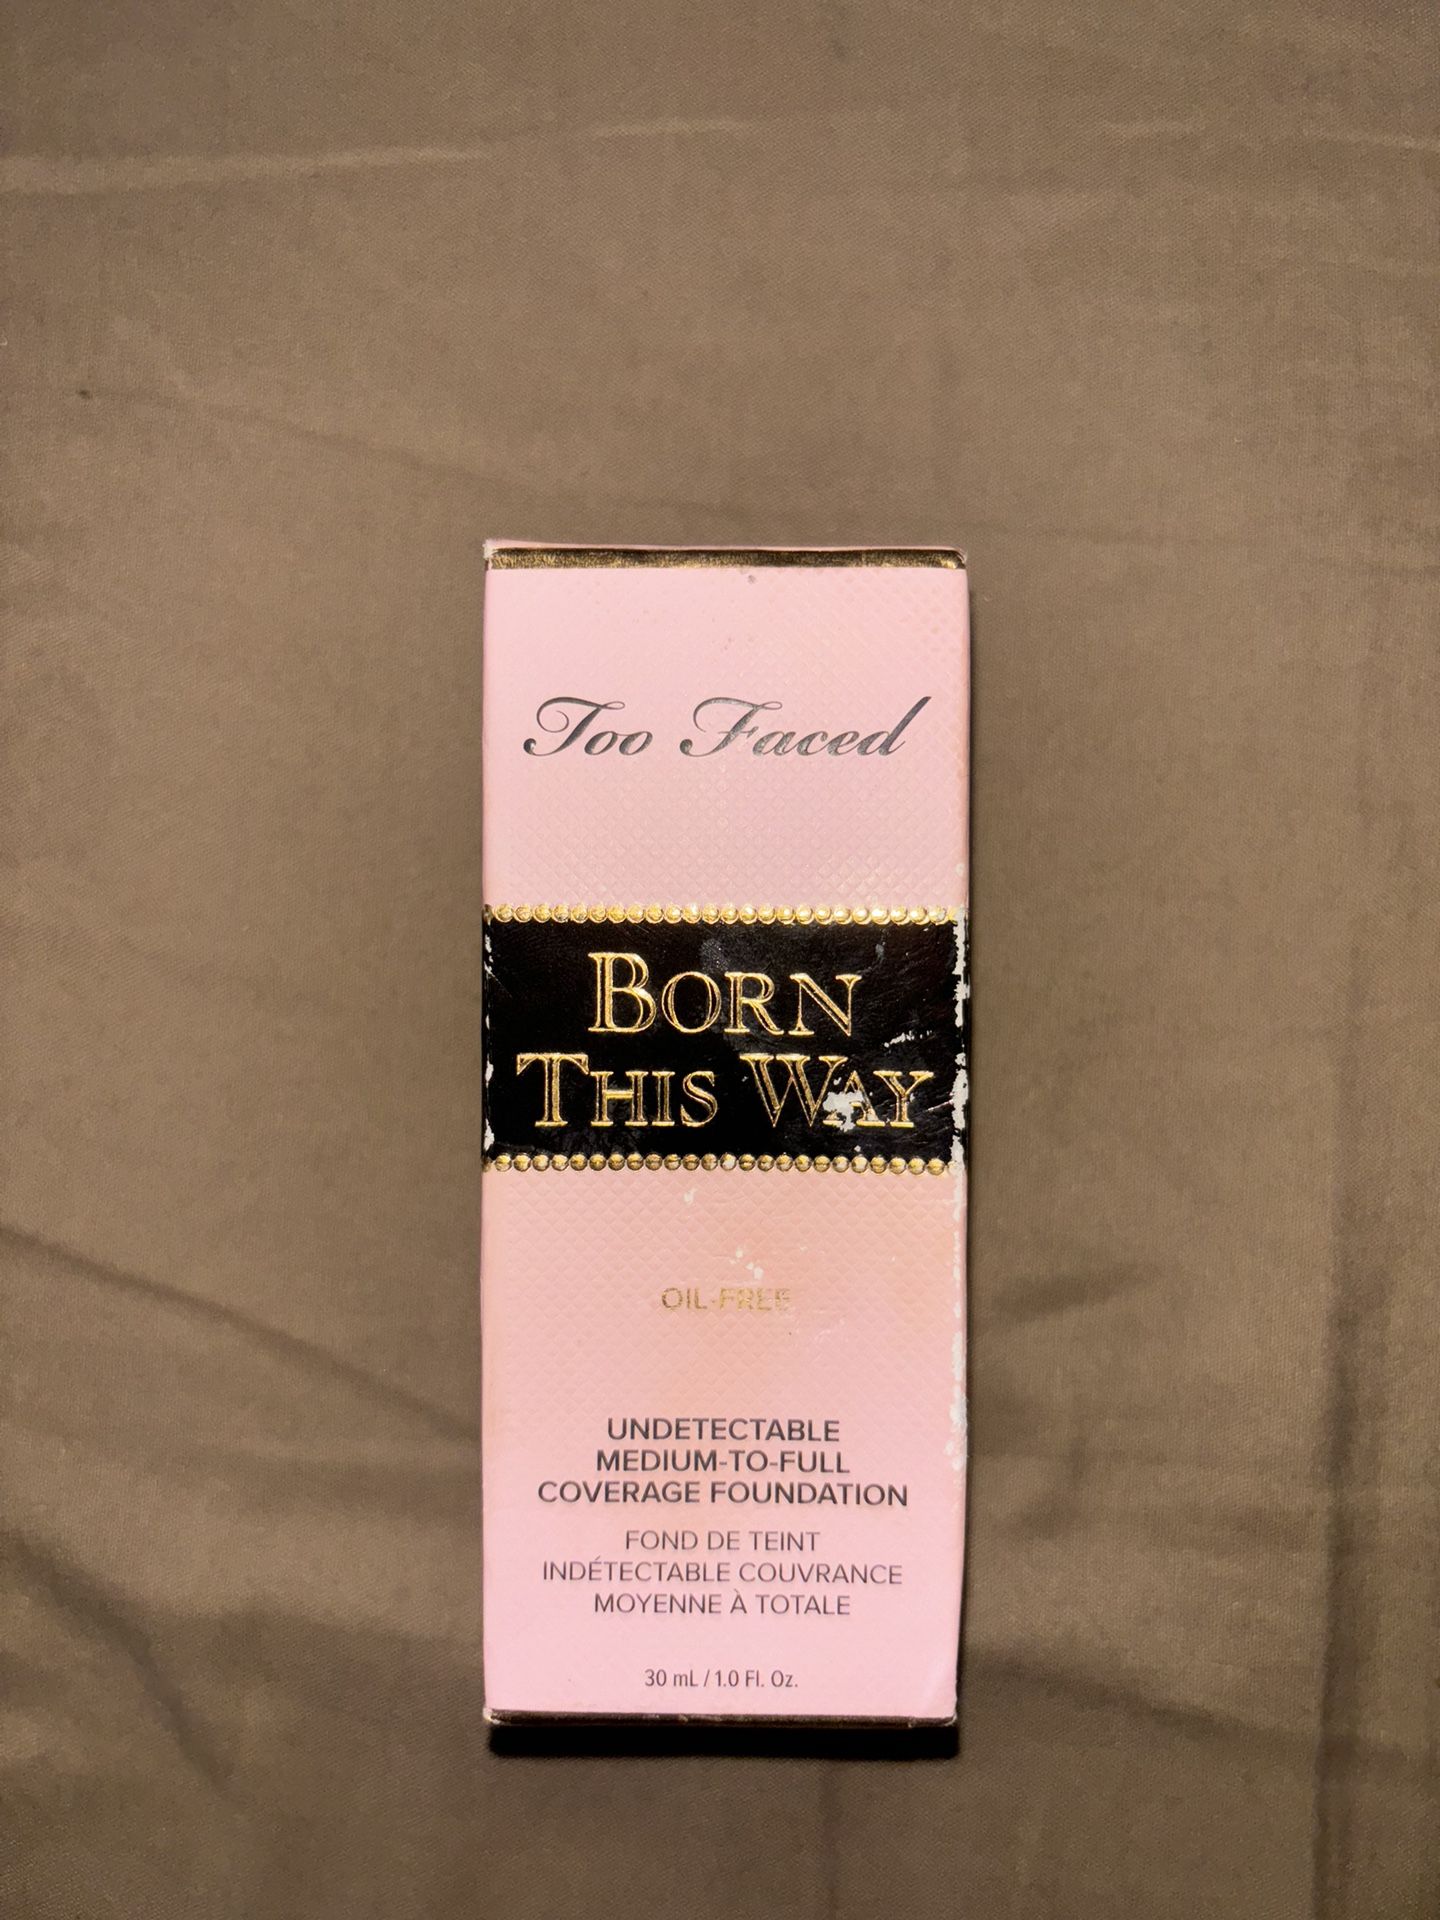 Too Faced
BORN
THIS WAY
OIL-FREE
UNDETECTABLE
MEDIUM-TO-FULL
COVERAGE FOUNDATION
FOND DE TEINT
INDÉTECTABLE COUVRANCE
MOYENNE À TOTALE
30 mL / 1.0 Fl. Oz.